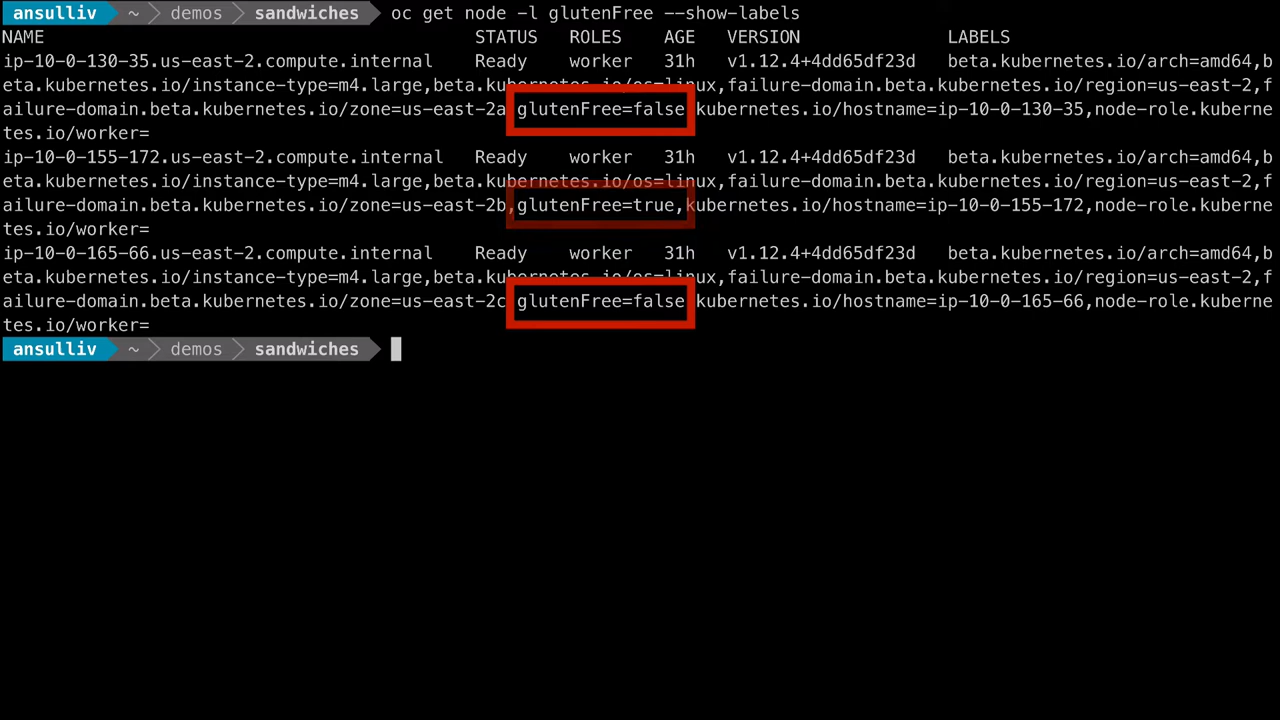 ansulliv ~ demos sandwiches oc get node -l glutenFree --show-labels
NAME STATUS ROLES AGE VERSION LABELS
ip-10-0-130-35.us-east-2.compute.internal Ready worker 31h v1.12.4+4dd65df23d beta.kubernetes.io/arch=amd64,b
eta.kubernetes.io/instance-type=m4.large,beta.kubernetes.io/os=linux,failure-domain.beta.kubernetes.io/region=us-east-2,f
ailure-domain.beta.kubernetes.io/zone=us-east-2a glutenFree=false kubernetes.io/hostname=ip-10-0-130-35,node-role.kuberne
tes.io/worker=
ip-10-0-155-172.us-east-2.compute.internal Ready worker 31h v1.12.4+4dd65df23d beta.kubernetes.io/arch=amd64,b
eta.kubernetes.io/instance-type=m4.large,beta.kubernetes.io/os=linux,failure-domain.beta.kubernetes.io/region=us-east-2,f
ailure-domain.beta.kubernetes.io/zone=us-east-2b,glutenFree=true,kubernetes.io/hostname=ip-10-0-155-172,node-role.kuberne
tes.io/worker=
ip-10-0-165-66.us-east-2.compute.internal Ready worker 31h v1.12.4+4dd65df23d beta.kubernetes.io/arch=amd64,b
eta.kubernetes.io/instance-type=m4.large,beta.kubernetes.io/os=linux,failure-domain.beta.kubernetes.io/region=us-east-2,f
ailure-domain.beta.kubernetes.io/zone=us-east-2c glutenFree=false kubernetes.io/hostname=ip-10-0-165-66,node-role.kuberne
tes.io/worker=
ansulliv ~ demos sandwiches